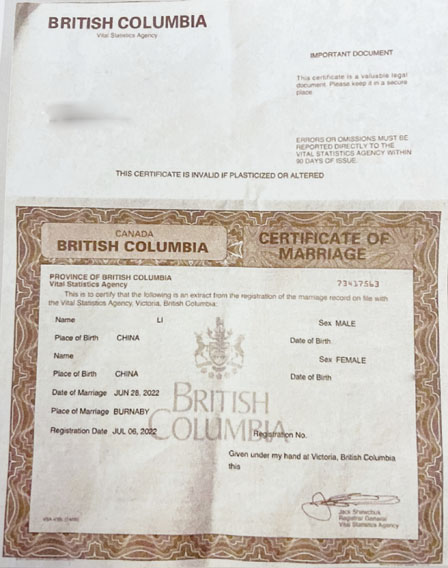 BRITISH COLUMBIA
Vital Statistics Agency
IMPORTANT DOCUMENT
This certificate is a valuable legal
document. Please keep it in a secure
place.
ERRORS OR OMISSIONS MUST BE
REPORTED DIRECTLY TO THE
VITAL STATISTICS AGENCY WITHIN
90 DAYS OF ISSUE.
THIS CERTIFICATE IS INVALID IF PLASTICIZED OR ALTERED
CANADA
BRITISH COLUMBIA
CERTIFICATE OF
MARRIAGE
PROVINCE OF BRITISH COLUMBIA
Vital Statistics Agency
73417563
This is to certify that the following is an extract from the registration of the marriage record on file with
the Vital Statistics Agency, Victoria, British Columbia:
Name LI Sex MALE
Place of Birth CHINA Date of Birth
Name Sex FEMALE
Place of Birth CHINA Date of Birth
Date of Marriage JUN 28, 2022
BRITISH
COLUMBIA
Place of Marriage BURNABY
Registration Date JUL 06, 2022 Registration No.
Given under my hand at Victoria, British Columbia
this
Jack Shewchuk
Registrar General
Vital Statistics Agency